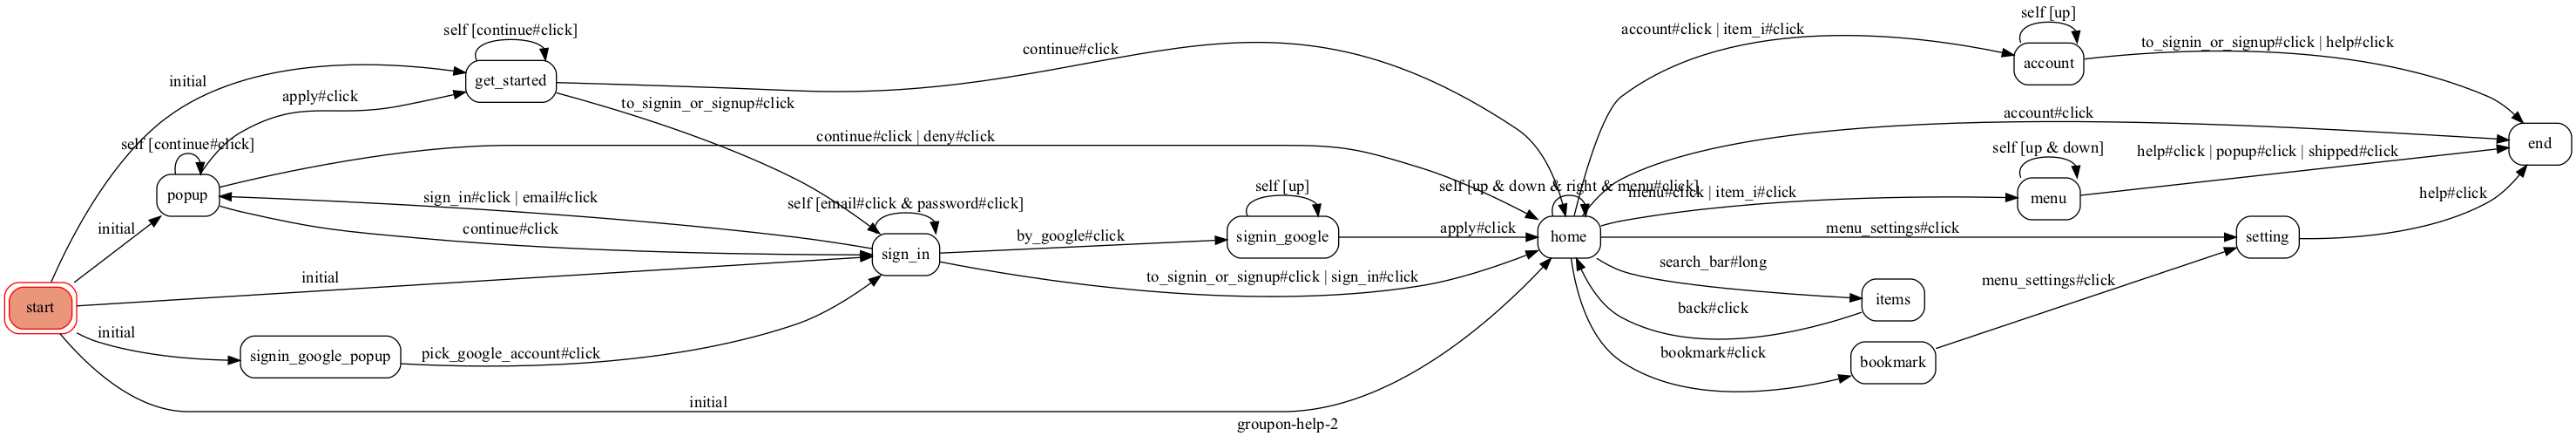 self [continue#click]
get_started
initial
apply#click
self [continue#click]
popup
initial
continue#click
to_signin_or_signup#click
continue#click | deny#click
sign_in#click | email#click
continue#click
self [email#click & password#click]
sign_in
initial
start
initial
signin_google_popup
pick_google_account#click
initial
by_google#click
to_signin_or_signup#click | sign_in#click
self [up]
signin_google
apply#click
self [up & down & right & menu#click]
home
account#click | item_i#click
self [up]
account
to_signin_or_signup#click | help#click
account#click
end
menu#click | item_i#click
self [up & down]
menu
help#click | popup#click | shipped#click
menu_settings#click
setting
help#click
search_bar#long
items
back#click
menu_settings#click
bookmark#click
bookmark
groupon-help-2